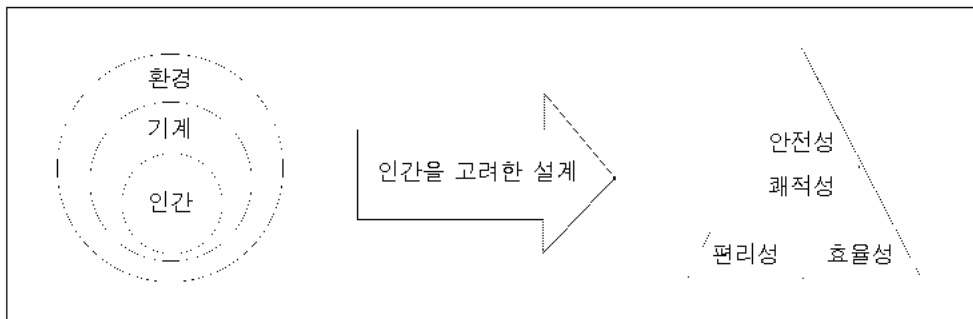 환경
기계
인간
인간을 고려한 설계
안전성
쾌적성
편리성 효율성